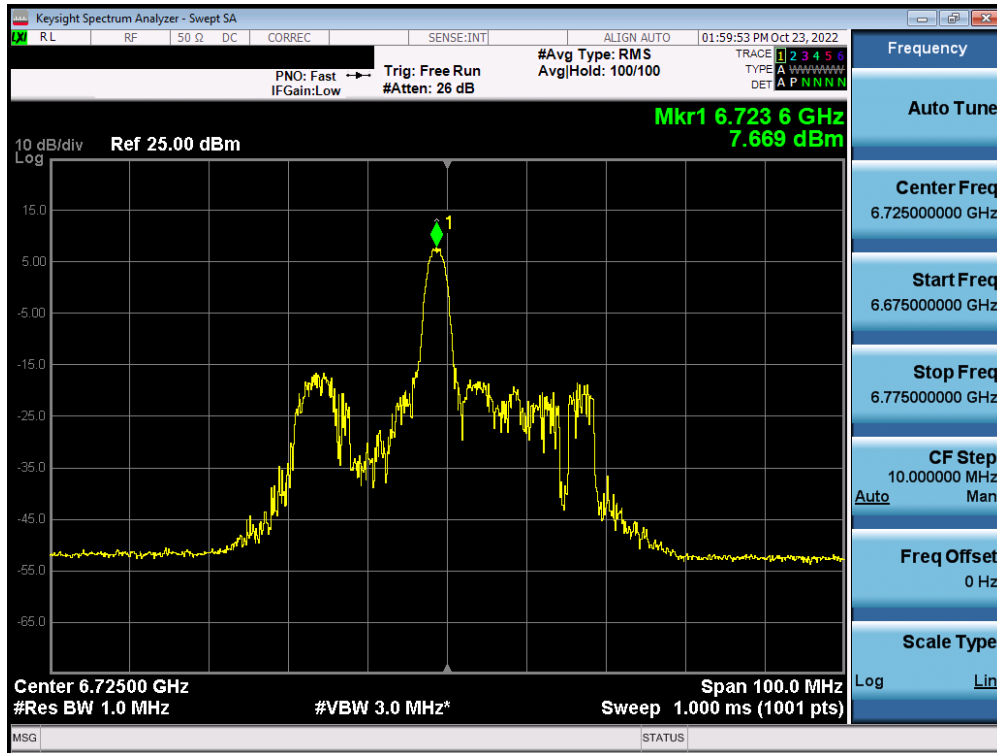 Keysight Spectrum Analyzer - Swept SA
LXI RL RF 50 Ω DC CORREC SENSE:INT ALIGN AUTO 01:59:53 PM Oct 23, 2022
PNO: Fast
IFGain:Low
Trig: Free Run
#Atten: 26 dB
#Avg Type: RMS
Avg|Hold: 100/100
TRACE 1 2 3 4 5 6
TYPE A WWWWW
DET A P N N N N
Mkr1 6.723 6 GHz
7.669 dBm
10 dB/div Ref 25.00 dBm
Log
1
15.0
5.00
-5.00
-15.0
-25.0
-35.0
-45.0
-55.0
-65.0
Center 6.72500 GHz Span 100.0 MHz
#Res BW 1.0 MHz #VBW 3.0 MHz* Sweep 1.000 ms (1001 pts)
MSG STATUS
Frequency
Auto Tune
Center Freq
6.725000000 GHz
Start Freq
6.675000000 GHz
Stop Freq
6.775000000 GHz
CF Step
10.000000 MHz
Auto Man
Freq Offset
0 Hz
Scale Type
Log Lin